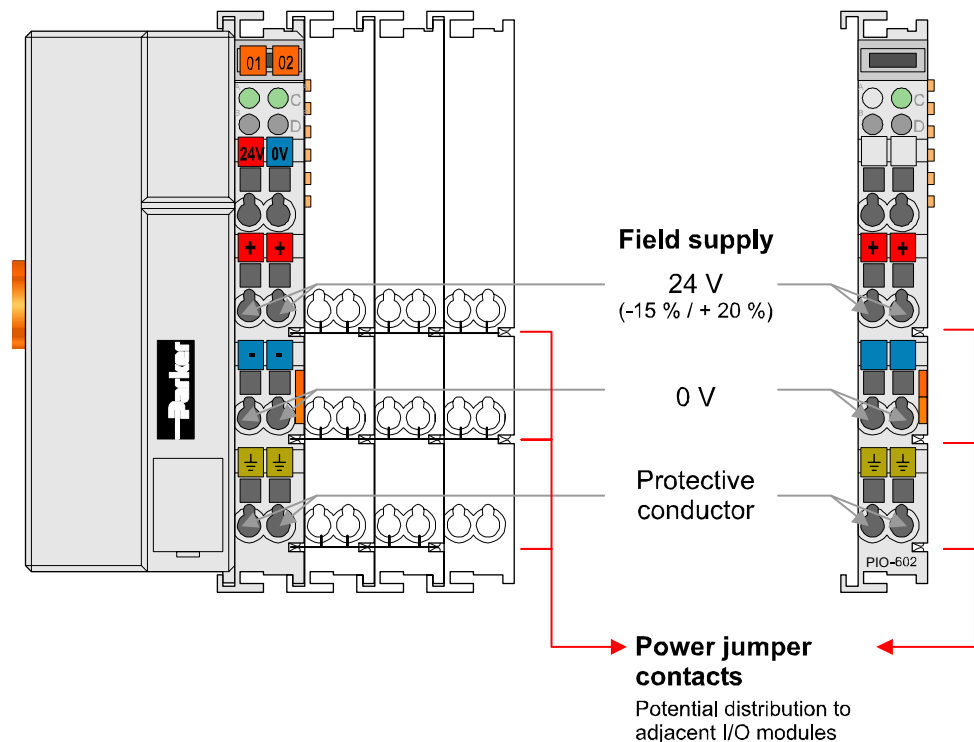 01 02
A
C
B
D
24V 0V
+ +
- -
Parker
Field supply
24 V
(-15 % / + 20 %)
0 V
Protective
conductor
Power jumper
contacts
Potential distribution to
adjacent I/O modules
A
C
B
D
+ +
PIO-602